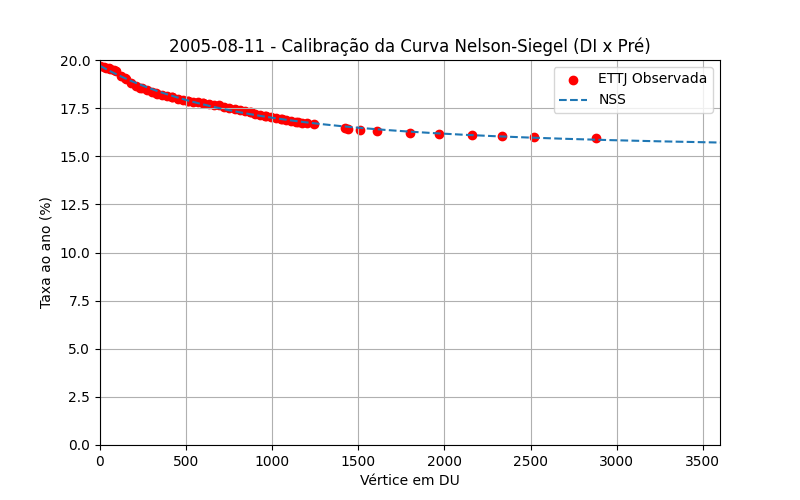 2005-08-11 - Calibração da Curva Nelson-Siegel (DI x Pré)
20.0
17.5
15.0
12.5
10.0
7.5
5.0
2.5
0.0
Taxa ao ano (%)
ETTJ Observada
NSS
0 500 1000 1500 2000 2500 3000 3500
Vértice em DU